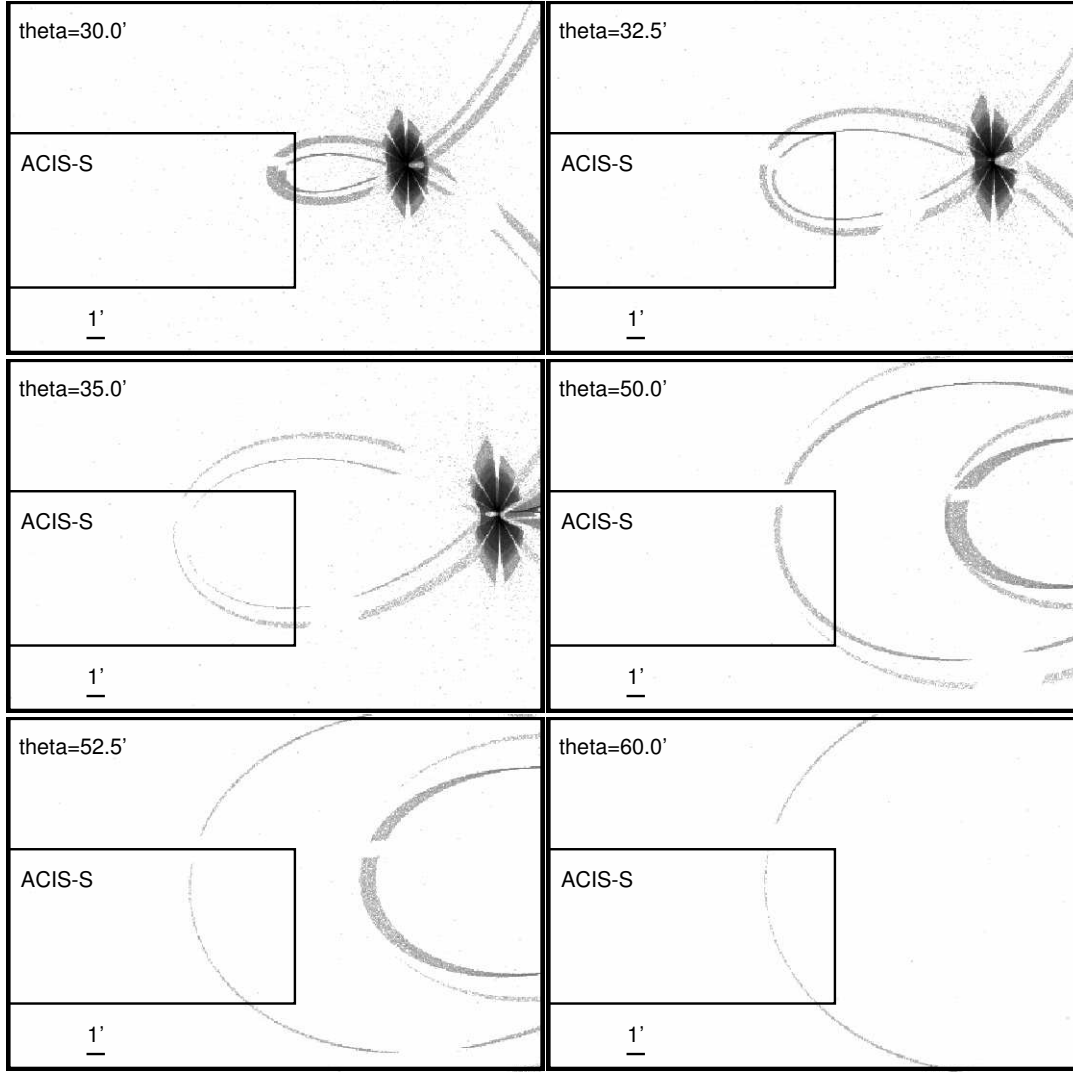 theta=30.0’
ACIS-S
1’
theta=32.5’
ACIS-S
1’
theta=35.0’
ACIS-S
1’
theta=50.0’
ACIS-S
1’
theta=52.5’
ACIS-S
1’
theta=60.0’
ACIS-S
1’